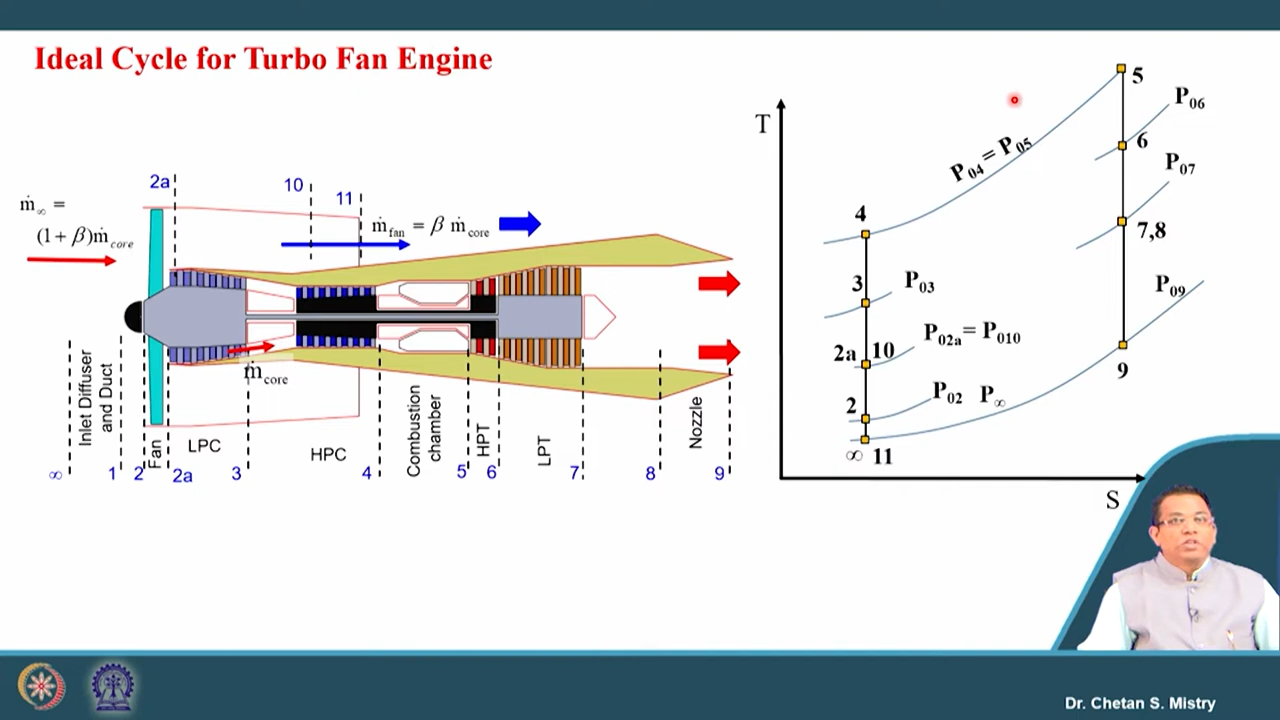 Ideal Cycle for Turbo Fan Engine
ṁ∞ =
(1 + β)ṁcore
2a
10
11
ṁfan = β ṁcore
ṁcore
Inlet Diffuser
and Duct
Fan
LPC
HPC
Combustion
chamber
HPT
LPT
Nozzle
∞ 1 2 2a 3 4 5 6 7 8 9
T
5
P06
P04 = P05
6
P07
4
7,8
3 P03
P09
2a 10 P02a = P010
9
2 P02 P∞
∞ 11
S
Dr. Chetan S. Mistry